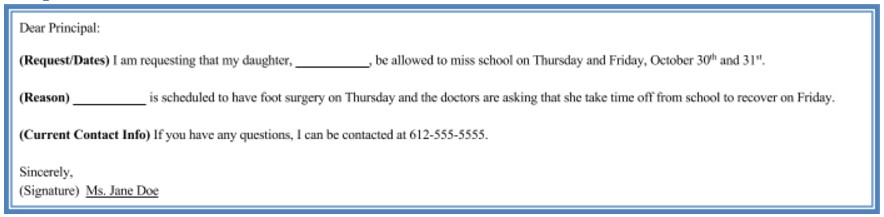 Dear Principal:
(Request/Dates) I am requesting that my daughter, __________, be allowed to miss school on Thursday and Friday, October 30th and 31st.
(Reason) __________ is scheduled to have foot surgery on Thursday and the doctors are asking that she take time off from school to recover on Friday.
(Current Contact Info) If you have any questions, I can be contacted at 612-555-5555.
Sincerely,
(Signature) Ms. Jane Doe